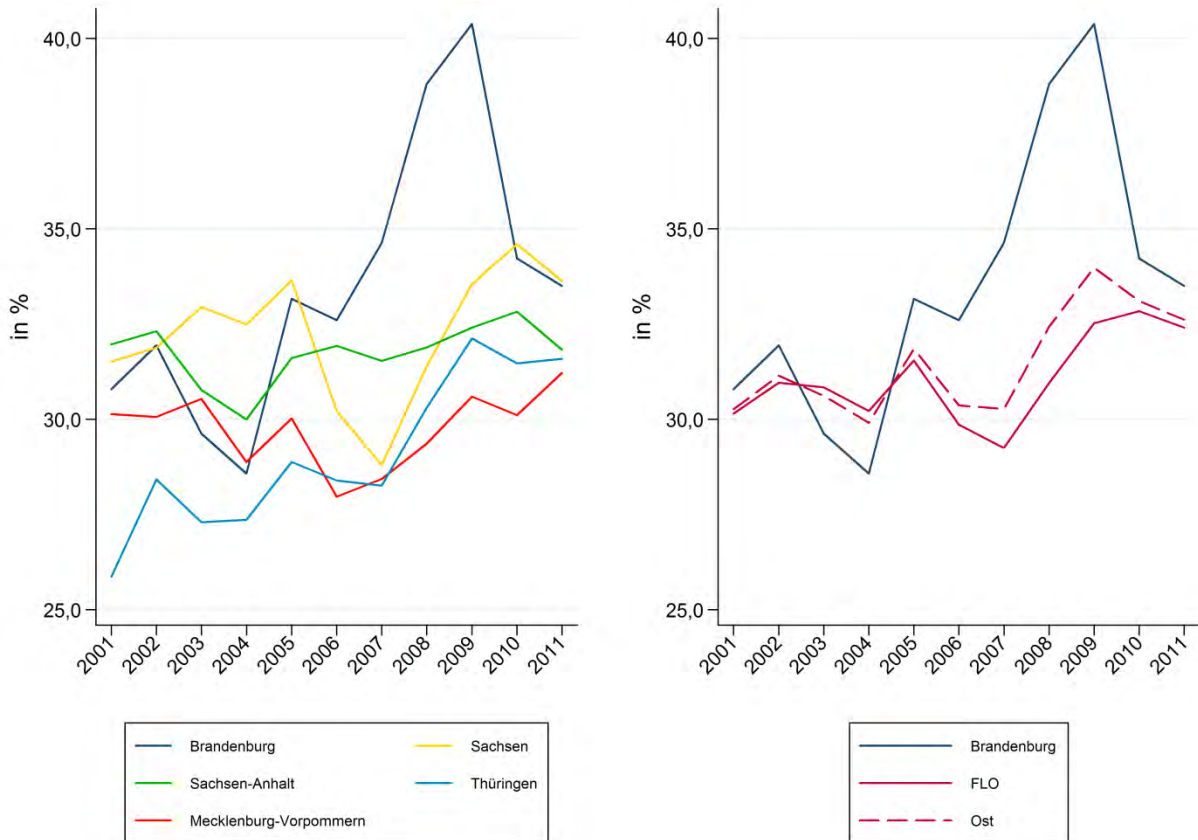 40,0
35,0
30,0
25,0
in %
2001 2002 2003 2004 2005 2006 2007 2008 2009 2010 2011
Brandenburg Sachsen
Sachsen-Anhalt Thüringen
Mecklenburg-Vorpommern
40,0
35,0
30,0
25,0
in %
2001 2002 2003 2004 2005 2006 2007 2008 2009 2010 2011
Brandenburg
FLO
Ost